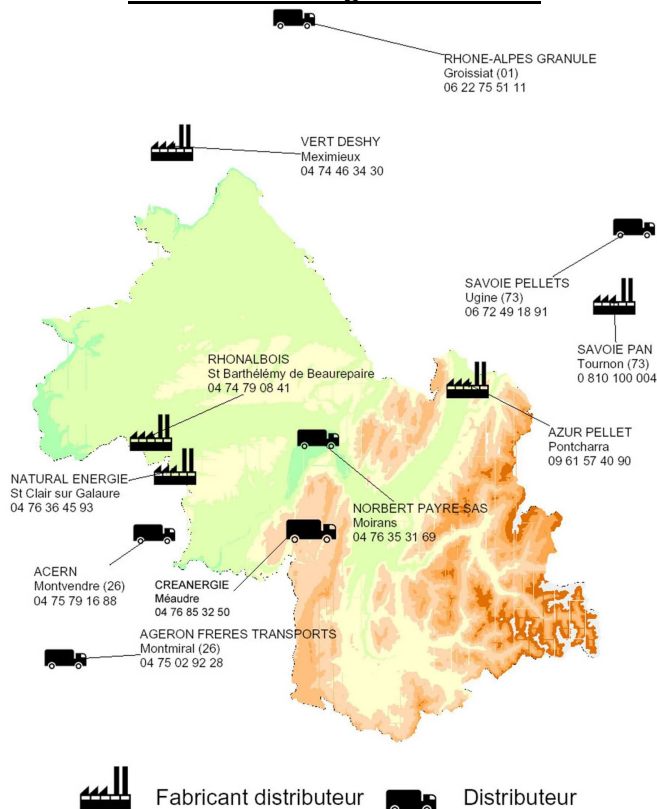 RHONE-ALPES GRANULE
Groissiat (01)
06 22 75 51 11
VERT DESHY
Meximieux
04 74 46 34 30
SAVOIE PELLETS
Ugine (73)
06 72 49 18 91
SAVOIE PAN
Tournon (73)
0 810 100 004
RHONALBOIS
St Barthélémy de Beaurepaire
04 74 79 08 41
AZUR PELLET
Pontcharra
09 61 57 40 90
NATURAL ENERGIE
St Clair sur Galaure
04 76 36 45 93
NORBERT PAYRE SAS
Moirans
04 76 35 31 69
ACERN
Montvendre (26)
04 75 79 16 88
CREANERGIE
Méaudre
04 76 85 32 50
AGERON FRERES TRANSPORTS
Montmiral (26)
04 75 02 92 28
Fabricant distributeur
Distributeur